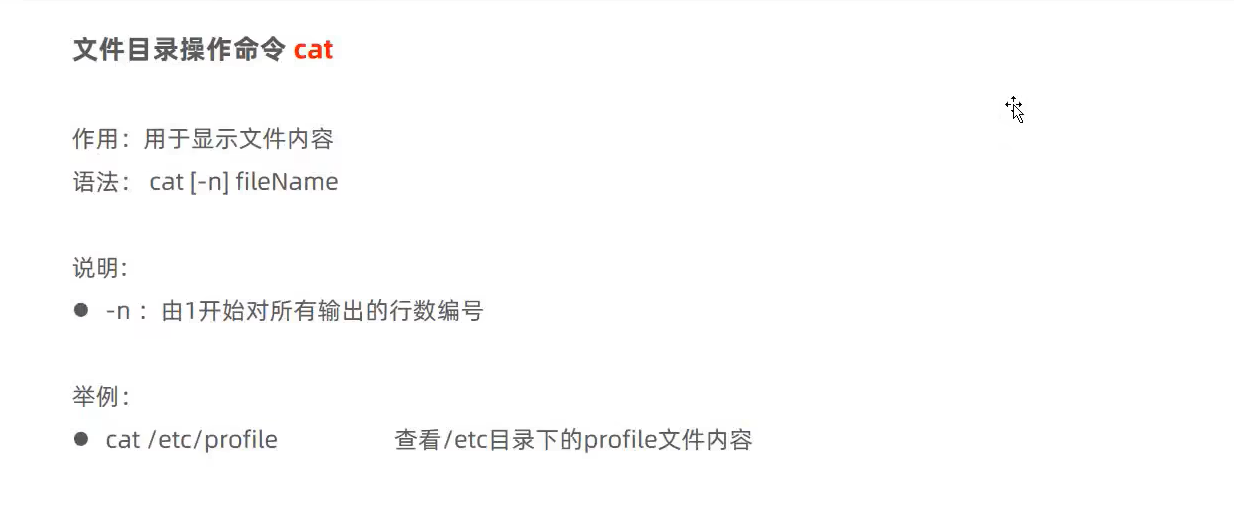 文件目录操作命令 cat
作用：用于显示文件内容
语法： cat [-n] fileName
说明：
● -n ：由1开始对所有输出的行数编号
举例：
● cat /etc/profile 查看/etc目录下的profile文件内容